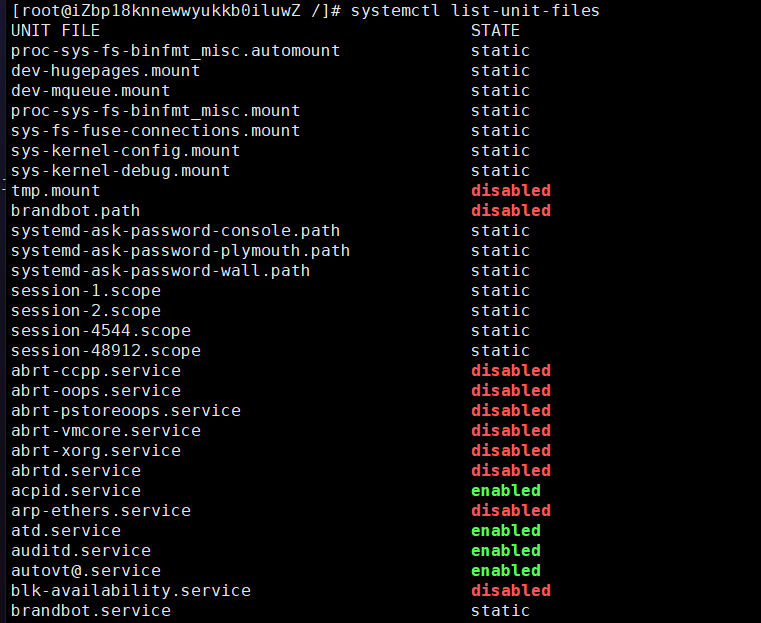 [root@iZbp18knnewwyukkb0iluwZ /]# systemctl list-unit-files
UNIT FILE STATE
proc-sys-fs-binfmt_misc.automount static
dev-hugepages.mount static
dev-mqueue.mount static
proc-sys-fs-binfmt_misc.mount static
sys-fs-fuse-connections.mount static
sys-kernel-config.mount static
sys-kernel-debug.mount static
tmp.mount disabled
brandbot.path disabled
systemd-ask-password-console.path static
systemd-ask-password-plymouth.path static
systemd-ask-password-wall.path static
session-1.scope static
session-2.scope static
session-4544.scope static
session-48912.scope static
abrt-ccpp.service disabled
abrt-oops.service disabled
abrt-pstoreoops.service disabled
abrt-vmcore.service disabled
abrt-xorg.service disabled
abrtd.service disabled
acpid.service enabled
arp-ethers.service disabled
atd.service enabled
auditd.service enabled
autovt@.service enabled
blk-availability.service disabled
brandbot.service static